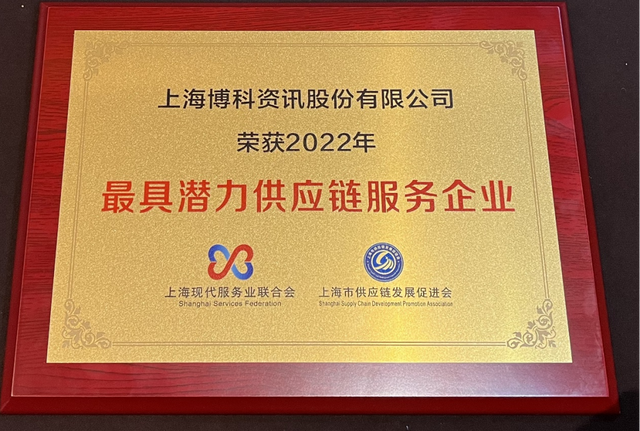 上海博科资讯股份有限公司
荣获2022年
最具潜力供应链服务企业
上海现代服务业联合会
Shanghai Services Federation
上海市供应链发展促进会
Shanghai Supply Chain Development Promotion Association